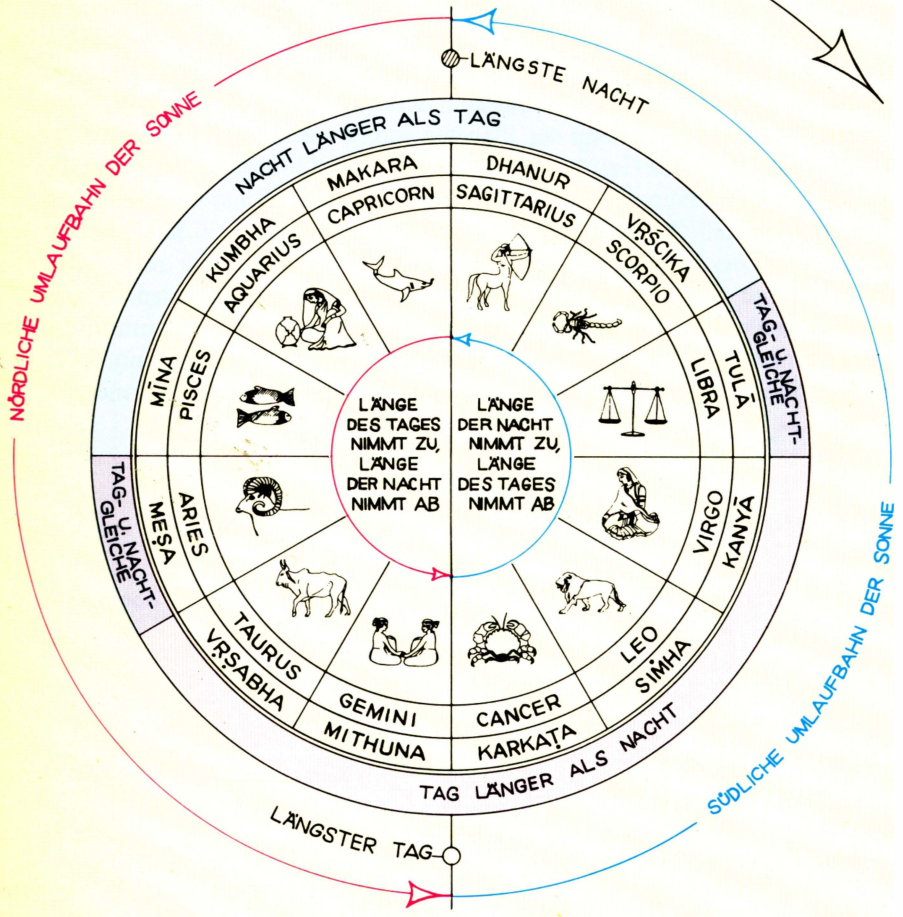 LÄNGSTE NACHT
NÖRDLICHE UMLAUFBAHN DER SONNE
NACHT LÄNGER ALS TAG
MAKARA
CAPRICORN
DHANUR
SAGITTARIUS
VṚŚCIKA
SCORPIO
KUMBHA
AQUARIUS
TAG- U. NACHT-
GLEICHE
TULĀ
LIBRA
MĪNA
PISCES
LÄNGE
DES TAGES
NIMMT ZU,
LÄNGE
DER NACHT
NIMMT AB
LÄNGE
DER NACHT
NIMMT ZU,
LÄNGE
DES TAGES
NIMMT AB
TAG- U. NACHT-
GLEICHE
MEṢA
ARIES
VIRGO
KANYĀ
TAURUS
VṚṢABHA
LEO
SIṀHA
GEMINI
MITHUNA
CANCER
KARKAṬA
TAG LÄNGER ALS NACHT
SÜDLICHE UMLAUFBAHN DER SONNE
LÄNGSTER TAG